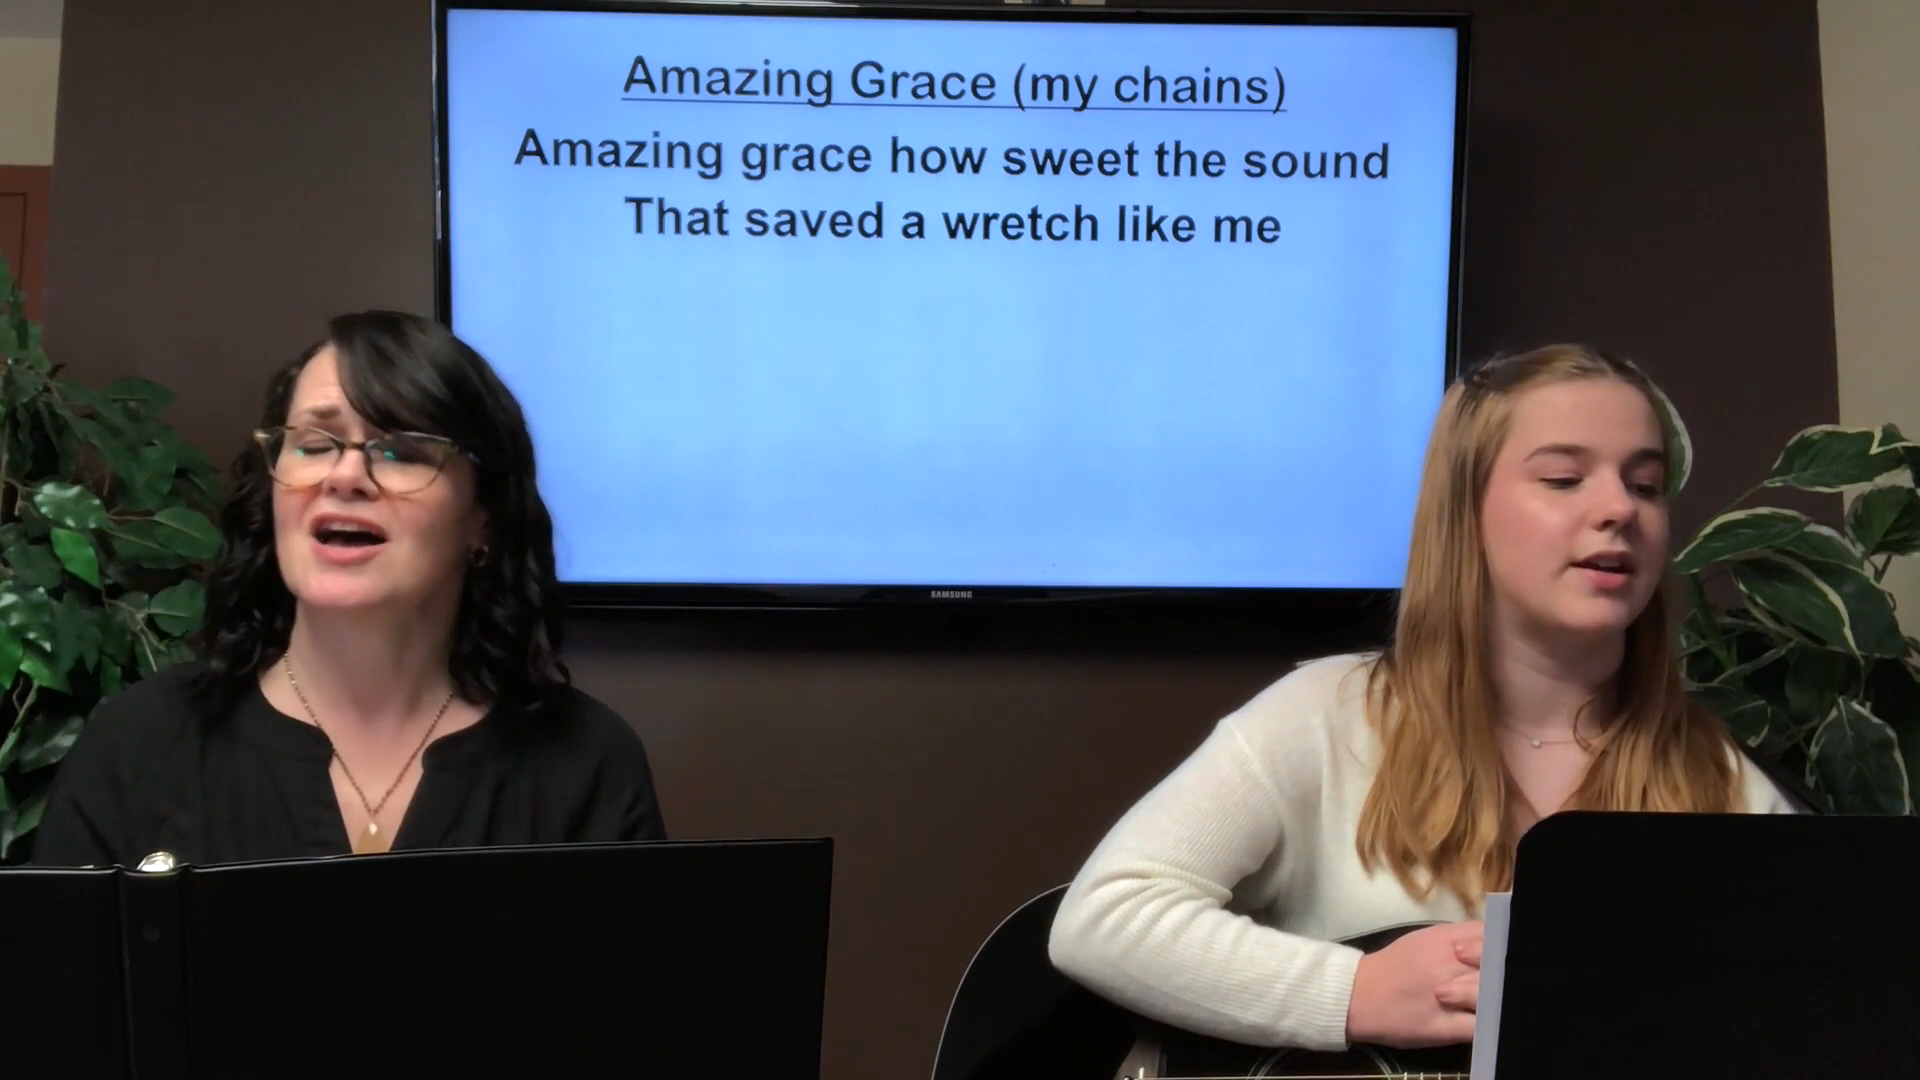 Amazing Grace (my chains)
Amazing grace how sweet the sound
That saved a wretch like me
SAMSUNG